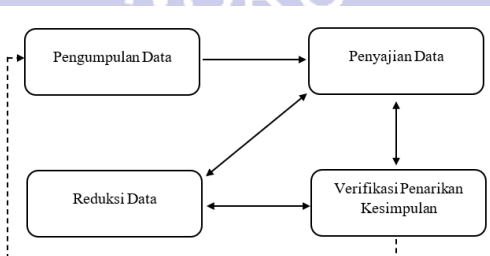 Pengumpulan Data
Penyajian Data
Reduksi Data
Verifikasi Penarikan
Kesimpulan